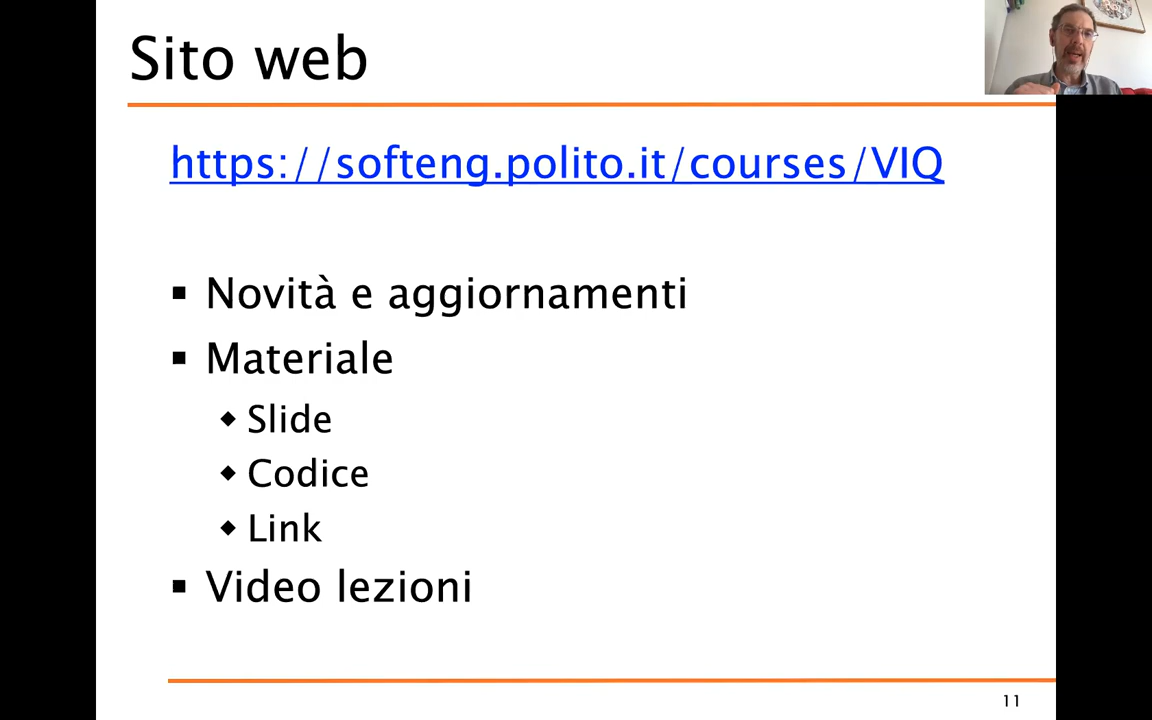 Sito web
https://softeng.polito.it/courses/VIQ
▪ Novità e aggiornamenti
▪ Materiale
◆ Slide
◆ Codice
◆ Link
▪ Video lezioni
11